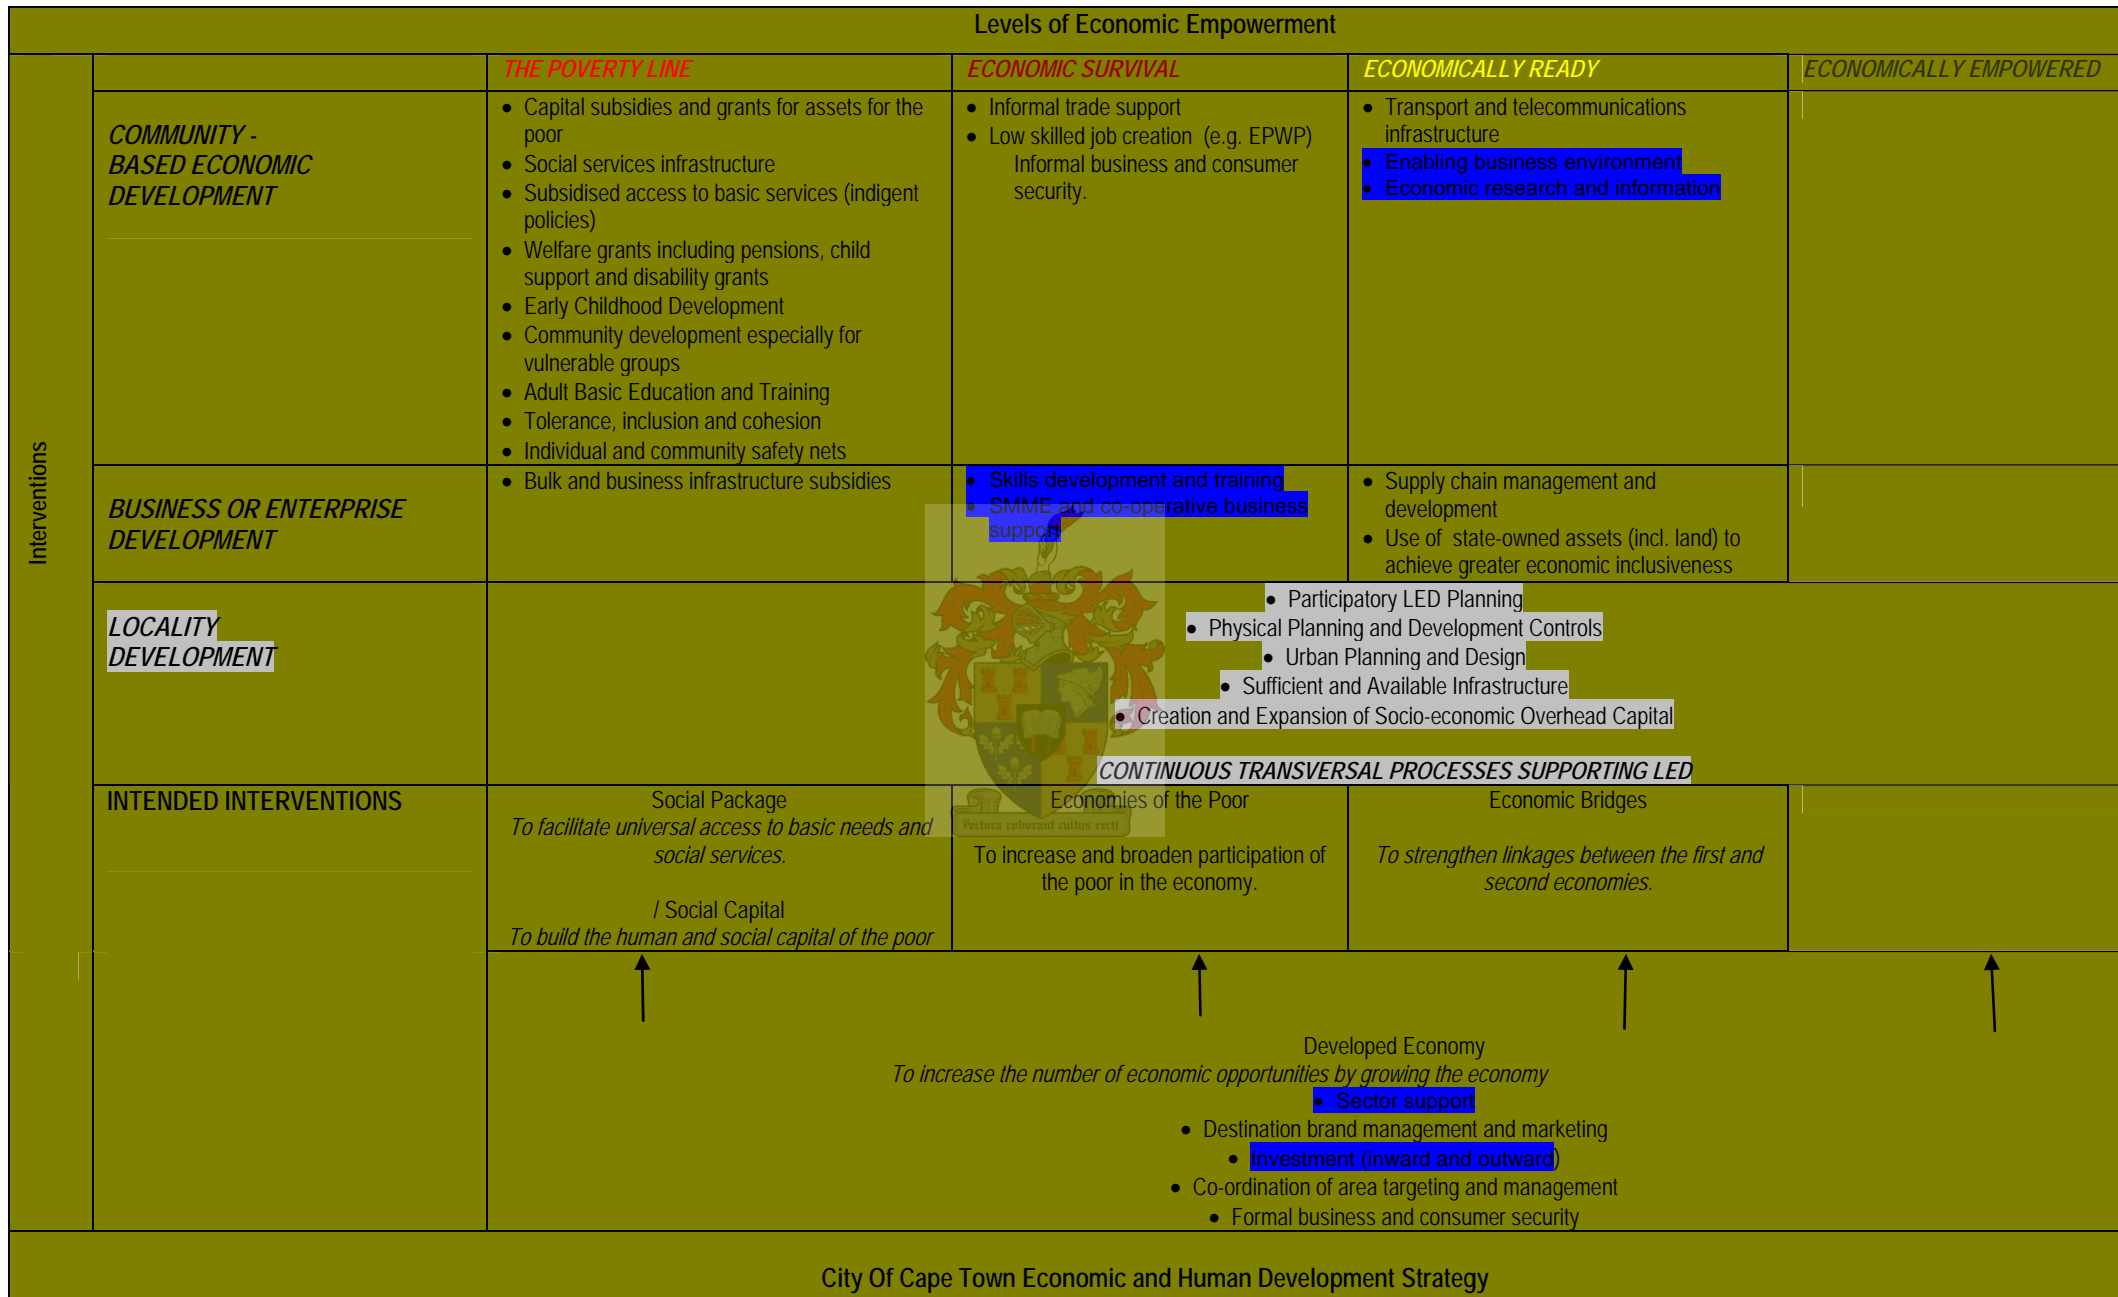 Levels of Economic Empowerment
THE POVERTY LINE
ECONOMIC SURVIVAL
ECONOMICALLY READY
ECONOMICALLY EMPOWERED
Interventions
COMMUNITY -
BASED ECONOMIC
DEVELOPMENT
• Capital subsidies and grants for assets for the
poor
• Social services infrastructure
• Subsidised access to basic services (indigent
policies)
• Welfare grants including pensions, child
support and disability grants
• Early Childhood Development
• Community development especially for
vulnerable groups
• Adult Basic Education and Training
• Tolerance, inclusion and cohesion
• Individual and community safety nets
• Informal trade support
• Low skilled job creation (e.g. EPWP)
Informal business and consumer
security.
• Transport and telecommunications
infrastructure
• Enabling business environment
• Economic research and information
BUSINESS OR ENTERPRISE
DEVELOPMENT
• Bulk and business infrastructure subsidies
• Skills development and training
• SMME and co-operative business
support
• Supply chain management and
development
• Use of state-owned assets (incl. land) to
achieve greater economic inclusiveness
LOCALITY
DEVELOPMENT
• Participatory LED Planning
• Physical Planning and Development Controls
• Urban Planning and Design
• Sufficient and Available Infrastructure
• Creation and Expansion of Socio-economic Overhead Capital
CONTINUOUS TRANSVERSAL PROCESSES SUPPORTING LED
INTENDED INTERVENTIONS
Social Package
To facilitate universal access to basic needs and
social services.
/ Social Capital
To build the human and social capital of the poor
Economies of the Poor
To increase and broaden participation of
the poor in the economy.
Economic Bridges
To strengthen linkages between the first and
second economies.
Pectora roborant cultus recti
Developed Economy
To increase the number of economic opportunities by growing the economy
• Sector support
• Destination brand management and marketing
• Investment (inward and outward)
• Co-ordination of area targeting and management
• Formal business and consumer security
City Of Cape Town Economic and Human Development Strategy